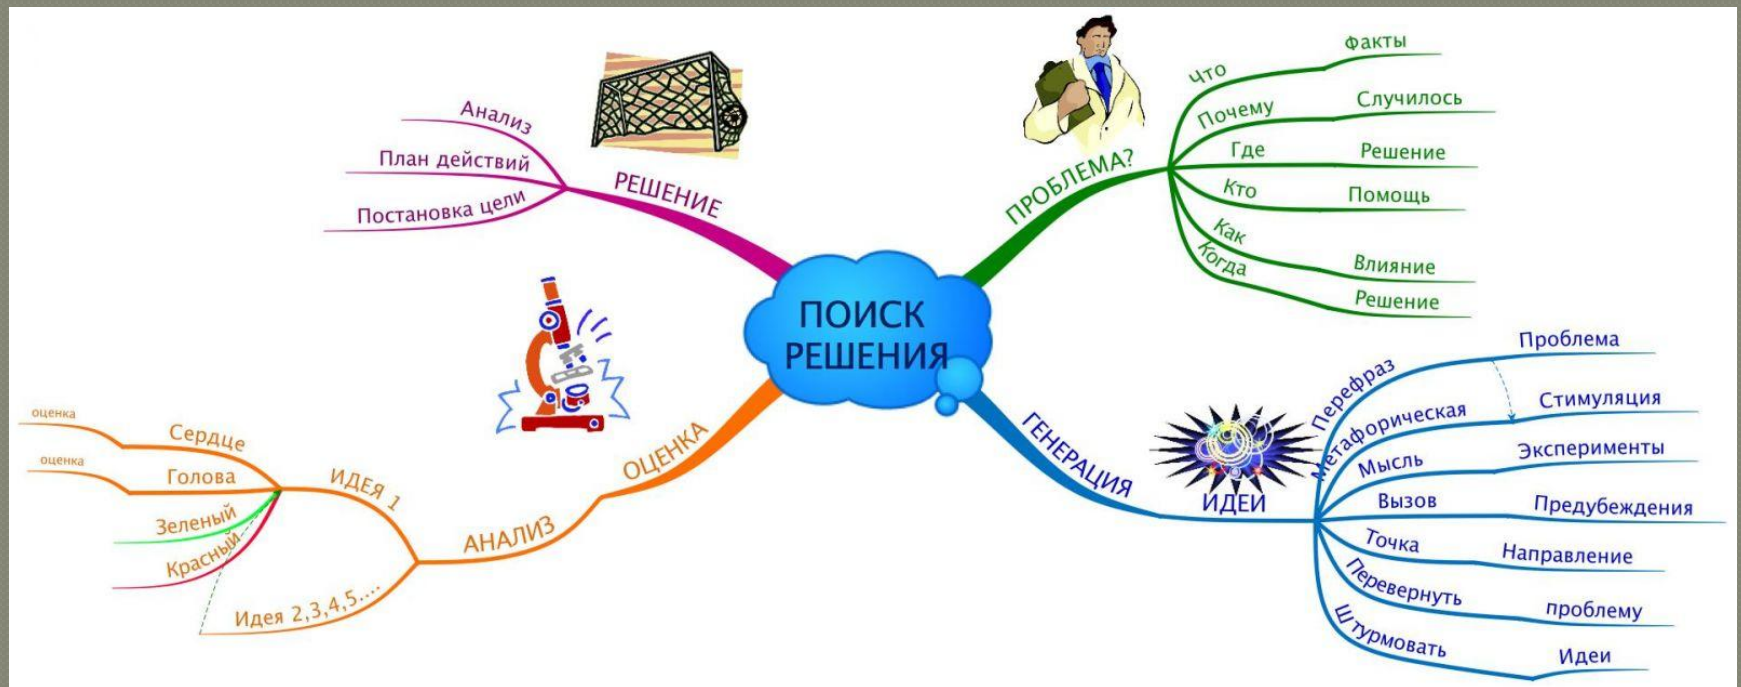 ПОИСК
РЕШЕНИЯ
ПРОБЛЕМА?
Что
Факты
Почему
Случилось
Где
Решение
Кто
Помощь
Как
Влияние
Когда
Решение
ГЕНЕРАЦИЯ
ИДЕИ
Перефраз
Проблема
Метафорическая
Стимуляция
Мысль
Эксперименты
Вызов
Предубеждения
Точка
Направление
Перевернуть
проблему
Штурмовать
Идеи
ОЦЕНКА
АНАЛИЗ
ИДЕЯ 1
Сердце
оценка
Голова
оценка
Зеленый
Красный
Идея 2,3,4,5....
РЕШЕНИЕ
Анализ
План действий
Постановка цели